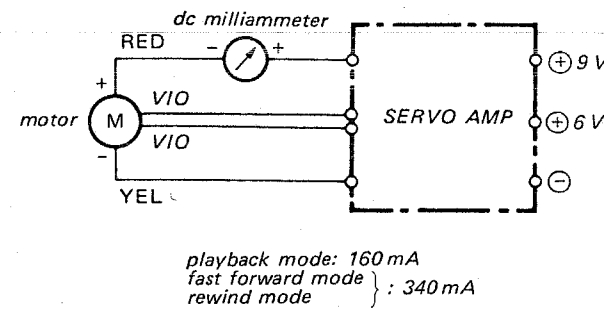 dc milliammeter
RED
- +
+ 9 V
+
VIO
motor M SERVO AMP + 6 V
VIO
-
YEL -
playback mode: 160 mA
fast forward mode
rewind mode } : 340 mA